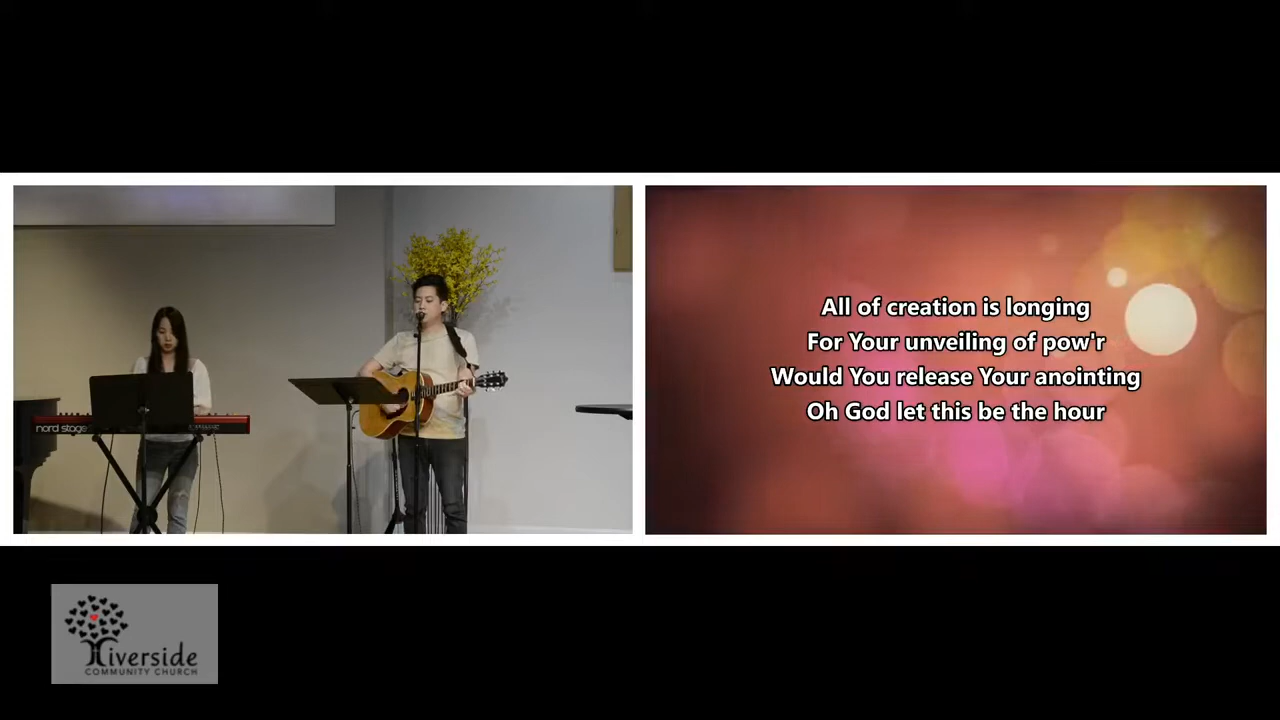 nord stage
All of creation is longing
For Your unveiling of pow'r
Would You release Your anointing
Oh God let this be the hour
Riverside
COMMUNITY CHURCH